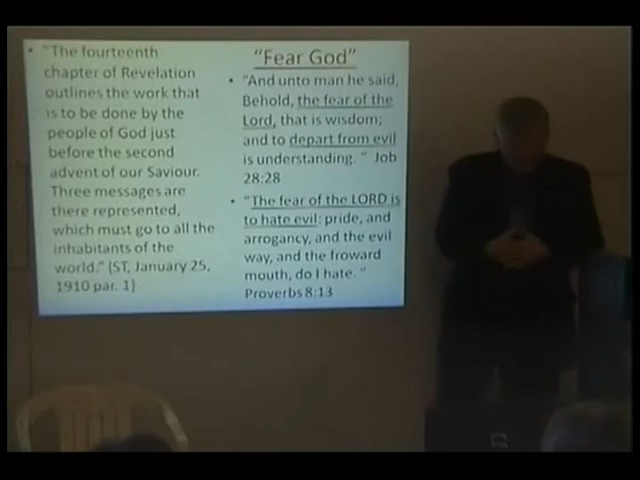 • "The fourteenth
chapter of Revelation
outlines the work that
is to be done by the
people of God just
before the second
advent of our Saviour.
Three messages are
there represented,
which must go to all the
inhabitants of the
world." (ST, January 25,
1910 par. 1)
"Fear God"
• "And unto man he said,
Behold, the fear of the
Lord, that is wisdom;
and to depart from evil
is understanding. " Job
28:28
• "The fear of the LORD is
to hate evil: pride, and
arrogancy, and the evil
way, and the froward
mouth, do I hate. "
Proverbs 8:13